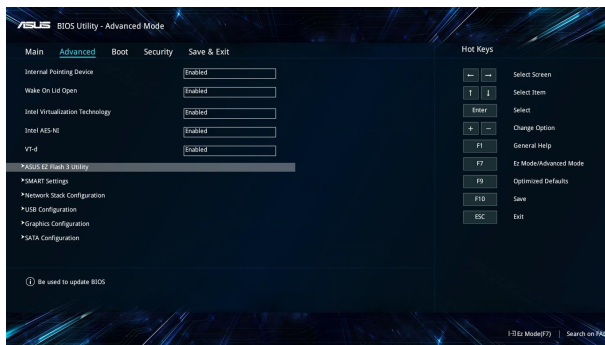 ASUS BIOS Utility - Advanced Mode
Main Advanced Boot Security Save & Exit
Internal Pointing Device Enabled
Wake On Lid Open Enabled
Intel Virtualization Technology Enabled
Intel AES-NI Enabled
VT-d Enabled
ASUS EZ Flash 3 Utility
SMART Settings
Network Stack Configuration
USB Configuration
Graphics Configuration
SATA Configuration
Be used to update BIOS
Hot Keys
← → Select Screen
↑ ↓ Select Item
Enter Select
+ - Change Option
F1 General Help
F7 Ez Mode/Advanced Mode
F9 Optimized Defaults
F10 Save
ESC Exit
Ez Mode(F7) | Search on FAQ